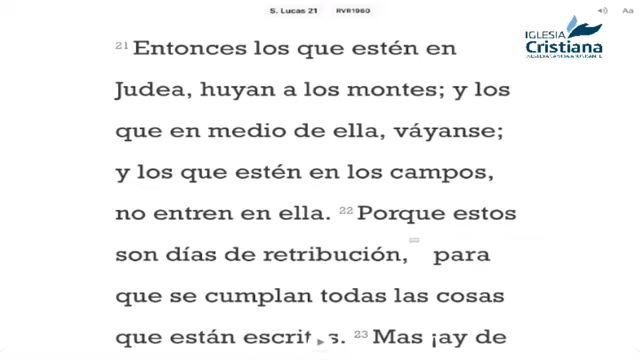 S. Lucas 21 RVR1960
Aa
IGLESIA
Cristiana
21 Entonces los que estén en
Judea, huyan a los montes; y los
que en medio de ella, váyanse;
y los que estén en los campos,
no entren en ella. 22 Porque estos
son días de retribución, para
que se cumplan todas las cosas
que están 23 Mas ¡ay de